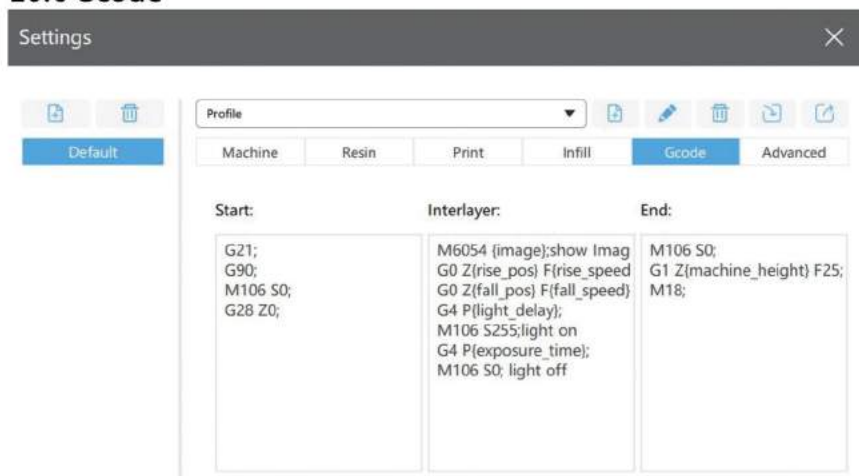 Settings
Default
Profile
Machine Resin Print Infill Gcode Advanced
Start:
G21;
G90;
M106 S0;
G28 Z0;
Interlayer:
M6054 {image};show Imag
G0 Z{rise_pos} F{rise_speed
G0 Z{fall_pos} F{fall_speed}
G4 P{light_delay};
M106 S255;light on
G4 P{exposure_time};
M106 S0; light off
End:
M106 S0;
G1 Z{machine_height} F25;
M18;